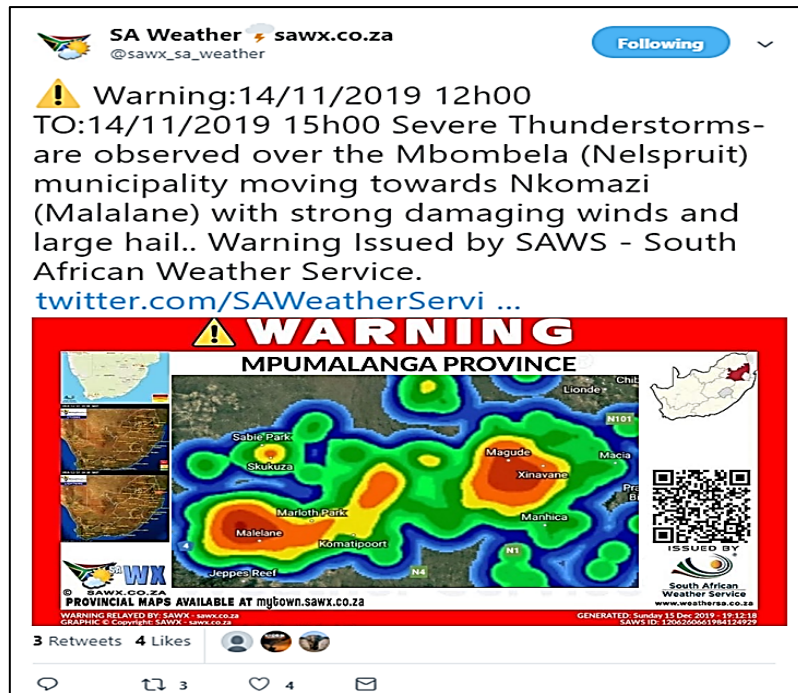 SA Weather sawx.co.za
@sawx_sa_weather
Following
Warning:14/11/2019 12h00
TO:14/11/2019 15h00 Severe Thunderstorms-
are observed over the Mbombela (Nelspruit)
municipality moving towards Nkomazi
(Malalane) with strong damaging winds and
large hail.. Warning Issued by SAWS - South
African Weather Service.
twitter.com/SAWeatherServi ...
WARNING
MPUMALANGA PROVINCE
Chib
Lionde
N101
Sabie Park
Skukuza
Magude
Macia
Xinavane
Pra
Bi
Marloth Park
Manhica
Malelane
Komatipoort
4
N1
Jeppes Reef
N4
ISSUED BY
South African
Weather Service
www.weathersa.co.za
SA WX
© SAWX.CO.ZA
PROVINCIAL MAPS AVAILABLE AT mytown.sawx.co.za
WARNING RELAYED BY: SAWX - sawx.co.za
GRAPHIC © Copyright: SAWX - sawx.co.za
GENERATED: Sunday 15 Dec 2019 - 19:12:18
SAWS ID: 1206260661984124929
3 Retweets 4 Likes
3
4